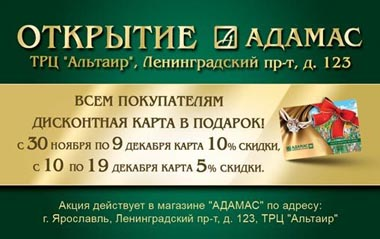 ОТКРЫТИЕ АДАМАС
ТРЦ "Альтаир", Ленинградский пр-т, д. 123
ВСЕМ ПОКУПАТЕЛЯМ
ДИСКОНТНАЯ КАРТА В ПОДАРОК!
с 30 ноября по 9 декабря карта 10% скидки,
с 10 по 19 декабря карта 5% скидки.
АДАМАС
Акция действует в магазине "АДАМАС" по адресу:
г. Ярославль, Ленинградский пр-т, д. 123, ТРЦ "Альтаир"